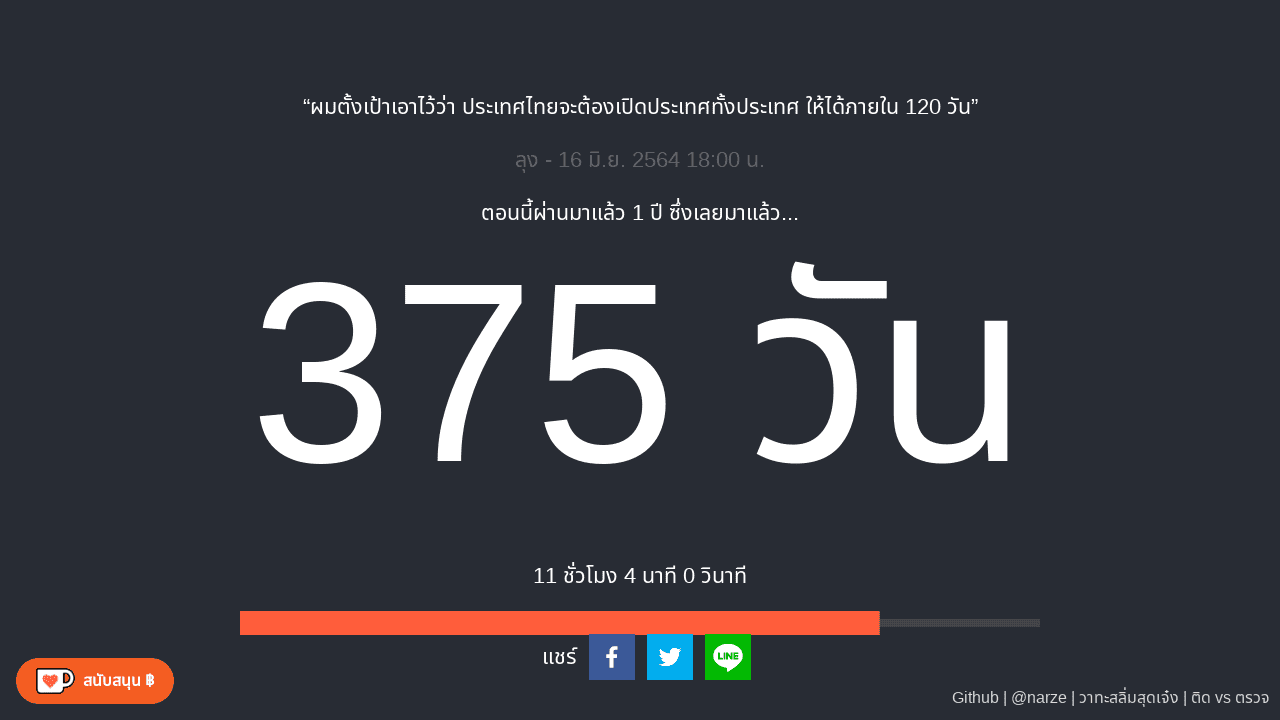 “ผมตั้งเป้าเอาไว้ว่า ประเทศไทยจะต้องเปิดประเทศทั้งประเทศ ให้ได้ภายใน 120 วัน”
ลุง - 16 มิ.ย. 2564 18:00 น.
ตอนนี้ผ่านมาแล้ว 1 ปี ซึ่งเลยมาแล้ว...
375 วัน
11 ชั่วโมง 4 นาที 0 วินาที
แชร์
LINE
สนับสนุน ฿
Github | @narze | วาทะสลิ่มสุดเจ๋ง | ติด vs ตรวจ